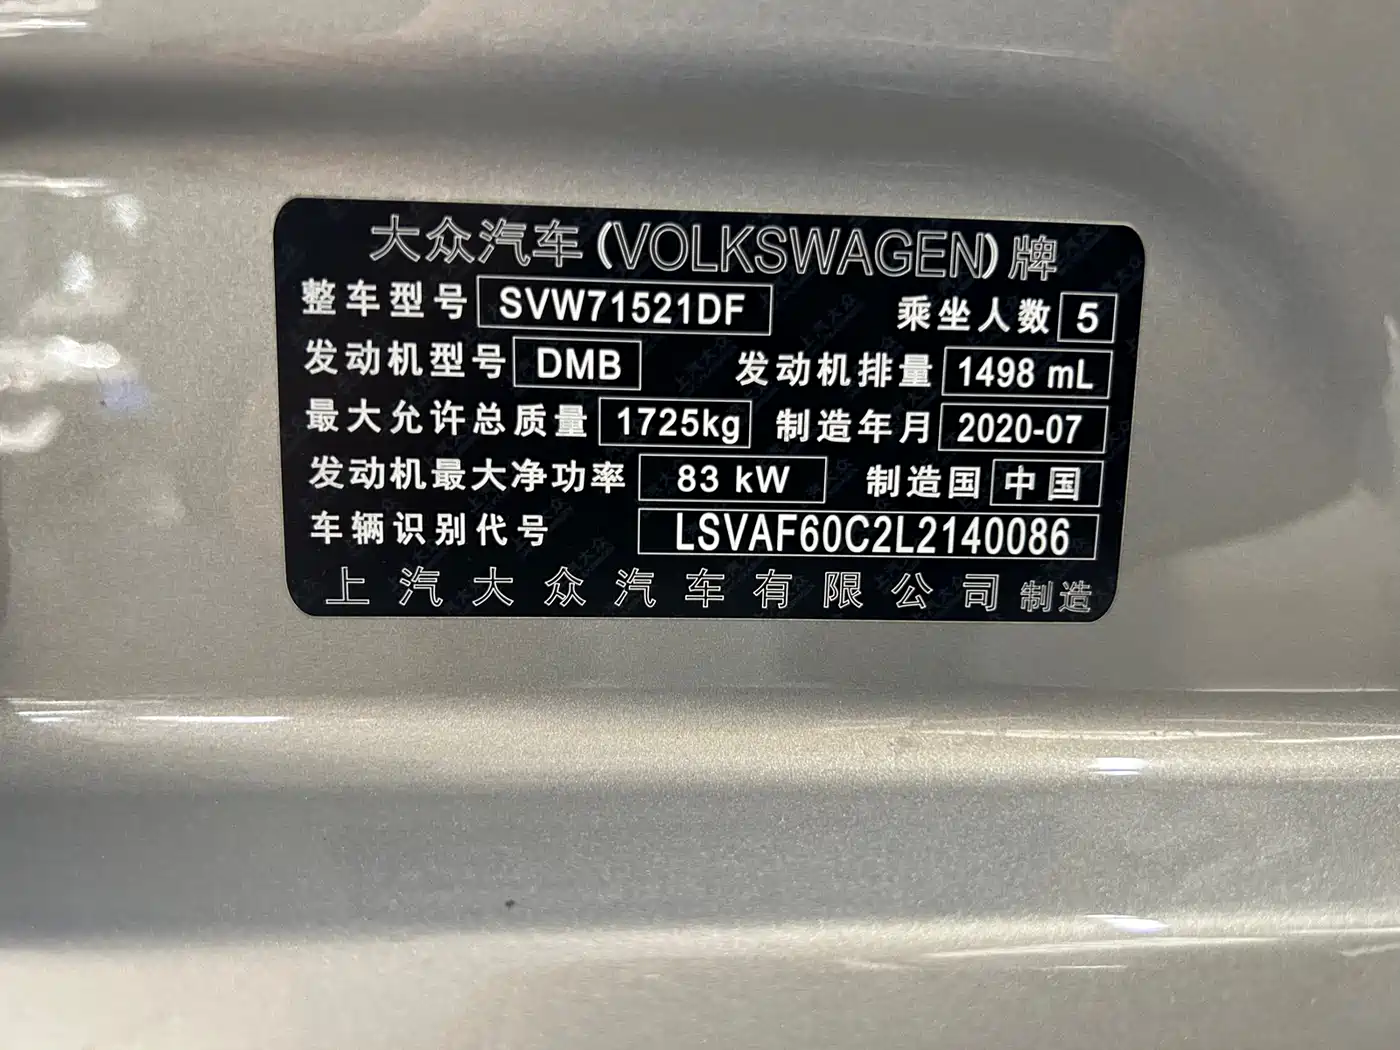 大众汽车(VOLKSWAGEN)牌
整车型号 SVW71521DF 乘坐人数 5
发动机型号 DMB 发动机排量 1498 mL
最大允许总质量 1725kg 制造年月 2020-07
发动机最大净功率 83 kW 制造国 中国
车辆识别代号 LSVAF60C2L2140086
上汽大众汽车有限公司 制造